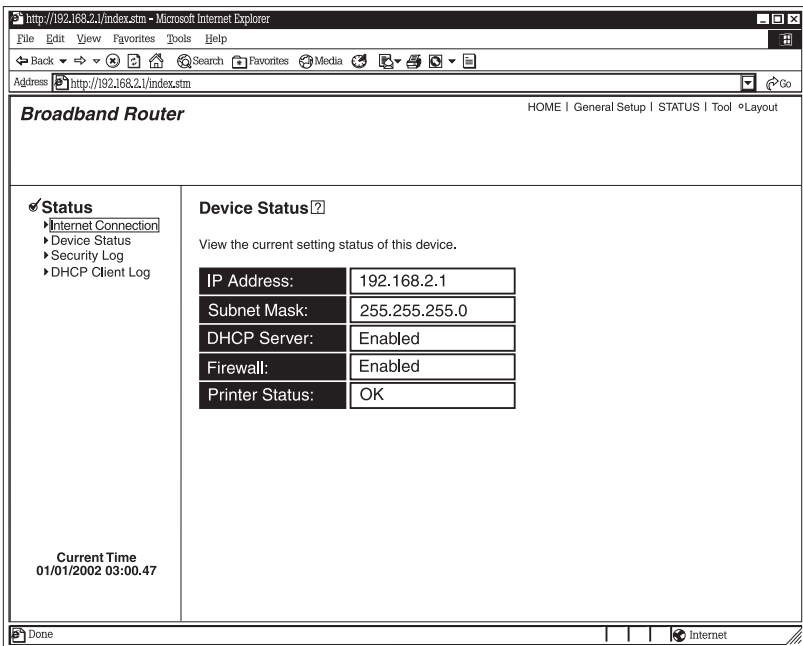 http://192.168.2.1/index.stm - Microsoft Internet Explorer
File Edit View Favorites Tools Help
Back Search Favorites Media
Address http://192.168.2.1/index.stm Go
Broadband Router
HOME | General Setup | STATUS | Tool Layout
Status
Internet Connection
Device Status
Security Log
DHCP Client Log
Device Status ?
View the current setting status of this device.
IP Address: 192.168.2.1
Subnet Mask: 255.255.255.0
DHCP Server: Enabled
Firewall: Enabled
Printer Status: OK
Current Time
01/01/2002 03:00.47
Done Internet